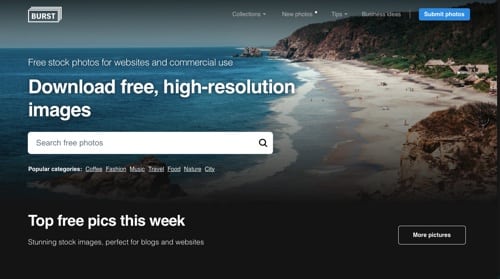 BURST
Collections New photos Tips Business Ideas Submit photos
Free stock photos for websites and commercial use
Download free, high-resolution
images
Search free photos
Popular categories: Coffee Fashion Music Travel Food Nature City
Top free pics this week
Stunning stock images, perfect for blogs and websites
More pictures